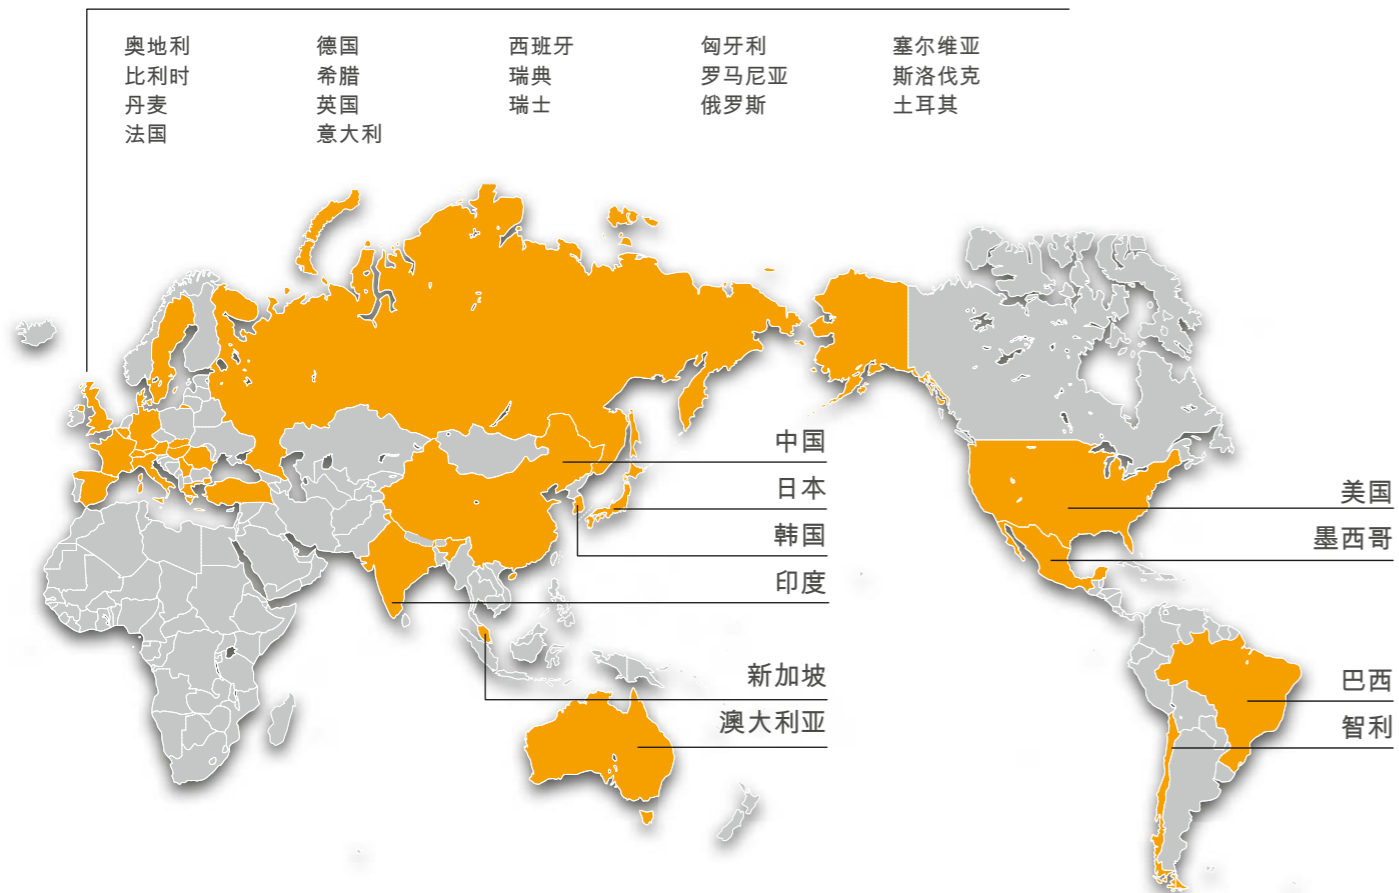 奥地利 德国 西班牙 匈牙利 塞尔维亚
比利时 希腊 瑞典 罗马尼亚 斯洛伐克
丹麦 英国 瑞士 俄罗斯 土耳其
法国 意大利
中国
日本
韩国
印度
新加坡
澳大利亚
美国
墨西哥
巴西
智利